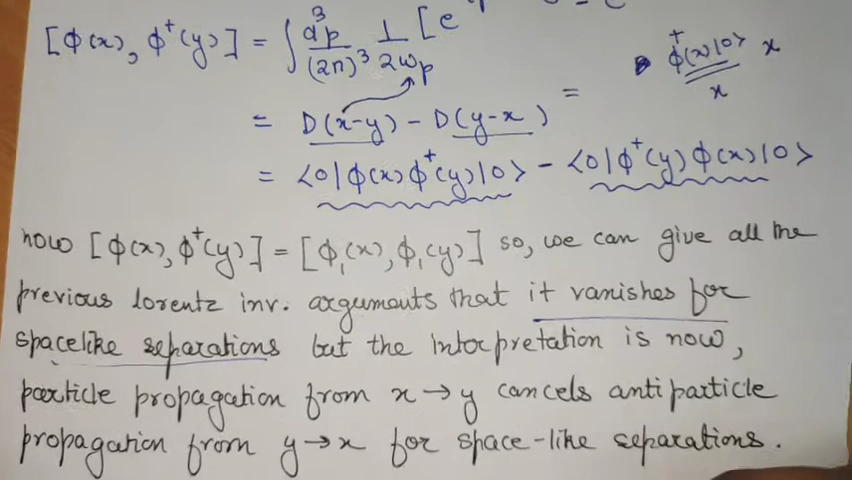 [ϕ(x), ϕ†(y)] = ∫ d³p/(2π)³ 1/2ω_p [e
ϕ†(x)|0> x
x
= D(x-y) - D(y-x) =
= <0|ϕ(x)ϕ†(y)|0> - <0|ϕ†(y)ϕ(x)|0>
now [ϕ(x), ϕ†(y)] = [ϕ₁(x), ϕ₁(y)] so, we can give all the
previous lorentz inv. arguments that it vanishes for
spacelike separations but the interpretation is now,
particle propagation from x→y cancels antiparticle
propagation from y→x for space-like separations.